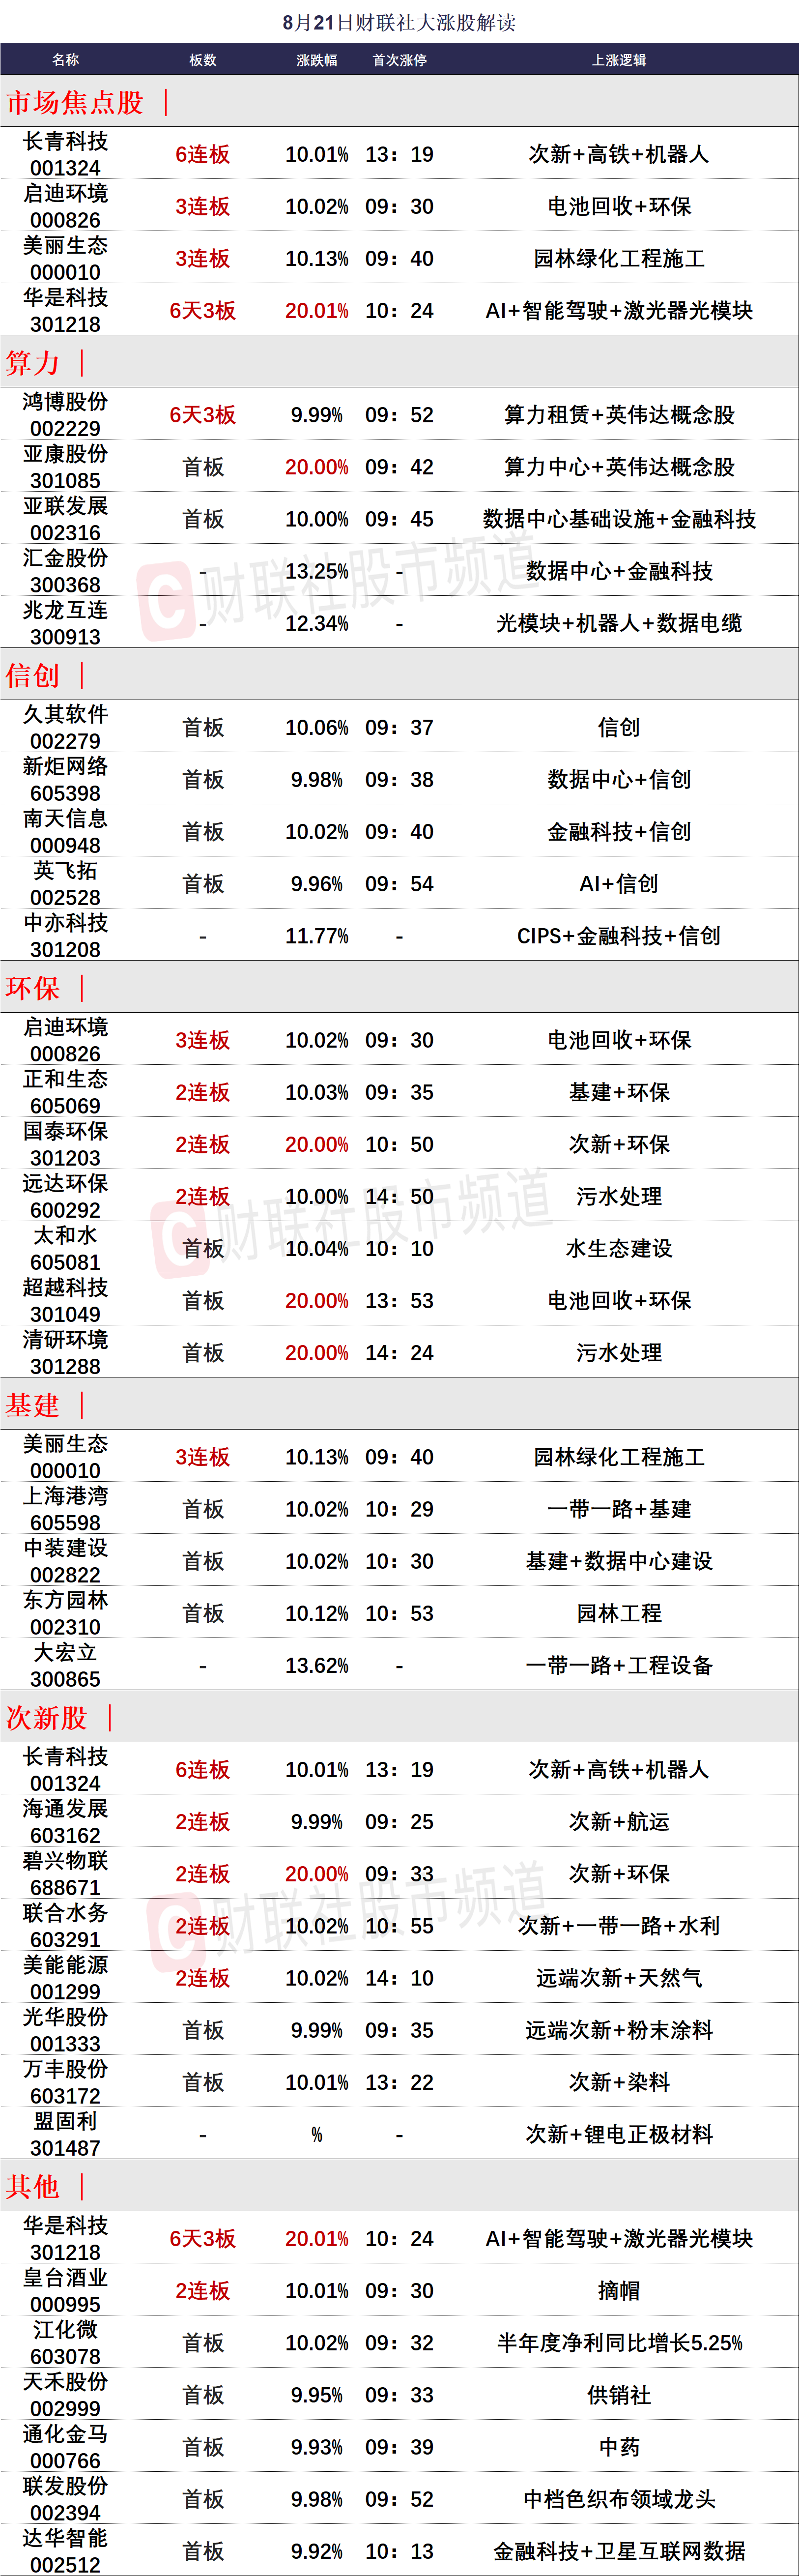 8月21日财联社大涨股解读
名称 板数 涨跌幅 首次涨停 上涨逻辑
市场焦点股 |
长青科技
001324 6连板 10.01% 13：19 次新+高铁+机器人
启迪环境
000826 3连板 10.02% 09：30 电池回收+环保
美丽生态
000010 3连板 10.13% 09：40 园林绿化工程施工
华是科技
301218 6天3板 20.01% 10：24 AI+智能驾驶+激光器光模块
算力 |
鸿博股份
002229 6天3板 9.99% 09：52 算力租赁+英伟达概念股
亚康股份
301085 首板 20.00% 09：42 算力中心+英伟达概念股
亚联发展
002316 首板 10.00% 09：45 数据中心基础设施+金融科技
汇金股份
300368 - 13.25% - 数据中心+金融科技
兆龙互连
300913 - 12.34% - 光模块+机器人+数据电缆
财联社股市频道
信创 |
久其软件
002279 首板 10.06% 09：37 信创
新炬网络
605398 首板 9.98% 09：38 数据中心+信创
南天信息
000948 首板 10.02% 09：40 金融科技+信创
英飞拓
002528 首板 9.96% 09：54 AI+信创
中亦科技
301208 - 11.77% - CIPS+金融科技+信创
环保 |
启迪环境
000826 3连板 10.02% 09：30 电池回收+环保
正和生态
605069 2连板 10.03% 09：35 基建+环保
国泰环保
301203 2连板 20.00% 10：50 次新+环保
远达环保
600292 2连板 10.00% 14：50 污水处理
太和水
605081 首板 10.04% 10：10 水生态建设
财联社股市频道
超越科技
301049 首板 20.00% 13：53 电池回收+环保
清研环境
301288 首板 20.00% 14：24 污水处理
基建 |
美丽生态
000010 3连板 10.13% 09：40 园林绿化工程施工
上海港湾
605598 首板 10.02% 10：29 一带一路+基建
中装建设
002822 首板 10.02% 10：30 基建+数据中心建设
东方园林
002310 首板 10.12% 10：53 园林工程
大宏立
300865 - 13.62% - 一带一路+工程设备
次新股 |
长青科技
001324 6连板 10.01% 13：19 次新+高铁+机器人
海通发展
603162 2连板 9.99% 09：25 次新+航运
碧兴物联
688671 2连板 20.00% 09：33 次新+环保
联合水务
603291 2连板 10.02% 10：55 次新+一带一路+水利
财联社股市频道
美能能源
001299 2连板 10.02% 14：10 远端次新+天然气
光华股份
001333 首板 9.99% 09：35 远端次新+粉末涂料
万丰股份
603172 首板 10.01% 13：22 次新+染料
盟固利
301487 - % - 次新+锂电正极材料
其他 |
华是科技
301218 6天3板 20.01% 10：24 AI+智能驾驶+激光器光模块
皇台酒业
000995 2连板 10.01% 09：30 摘帽
江化微
603078 首板 10.02% 09：32 半年度净利同比增长5.25%
天禾股份
002999 首板 9.95% 09：33 供销社
通化金马
000766 首板 9.93% 09：39 中药
联发股份
002394 首板 9.98% 09：52 中档色织布领域龙头
达华智能
002512 首板 9.92% 10：13 金融科技+卫星互联网数据